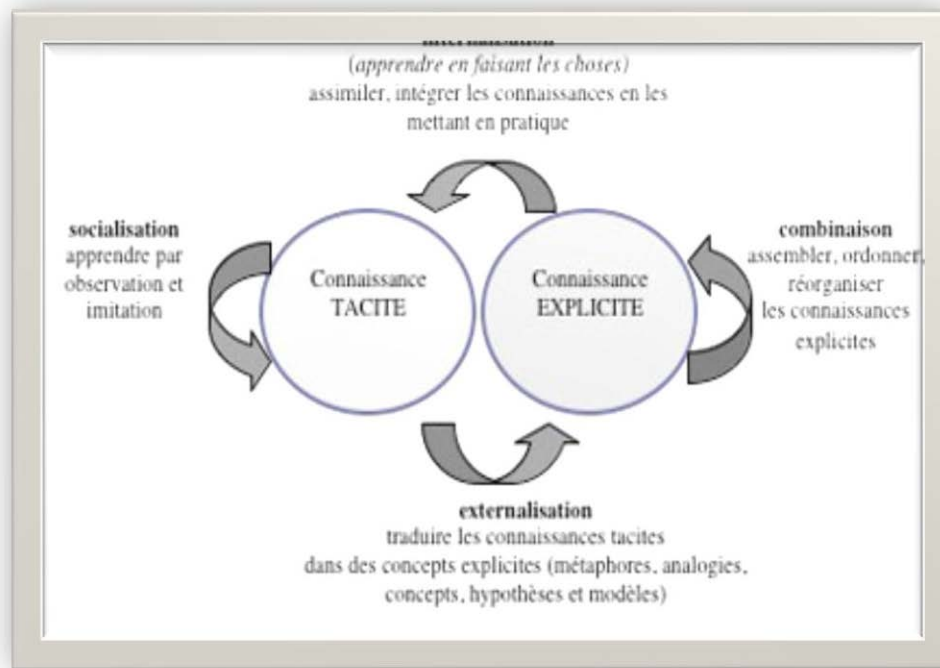 (apprendre en faisant les choses)
assimiler, intégrer les connaissances en les
mettant en pratique
socialisation
apprendre par
observation et
imitation
Connaissance
TACITE
Connaissance
EXPLICITE
combinaison
assembler, ordonner,
réorganiser
les connaissances
explicites
externalisation
traduire les connaissances tacites
dans des concepts explicites (métaphores, analogies,
concepts, hypothèses et modèles)